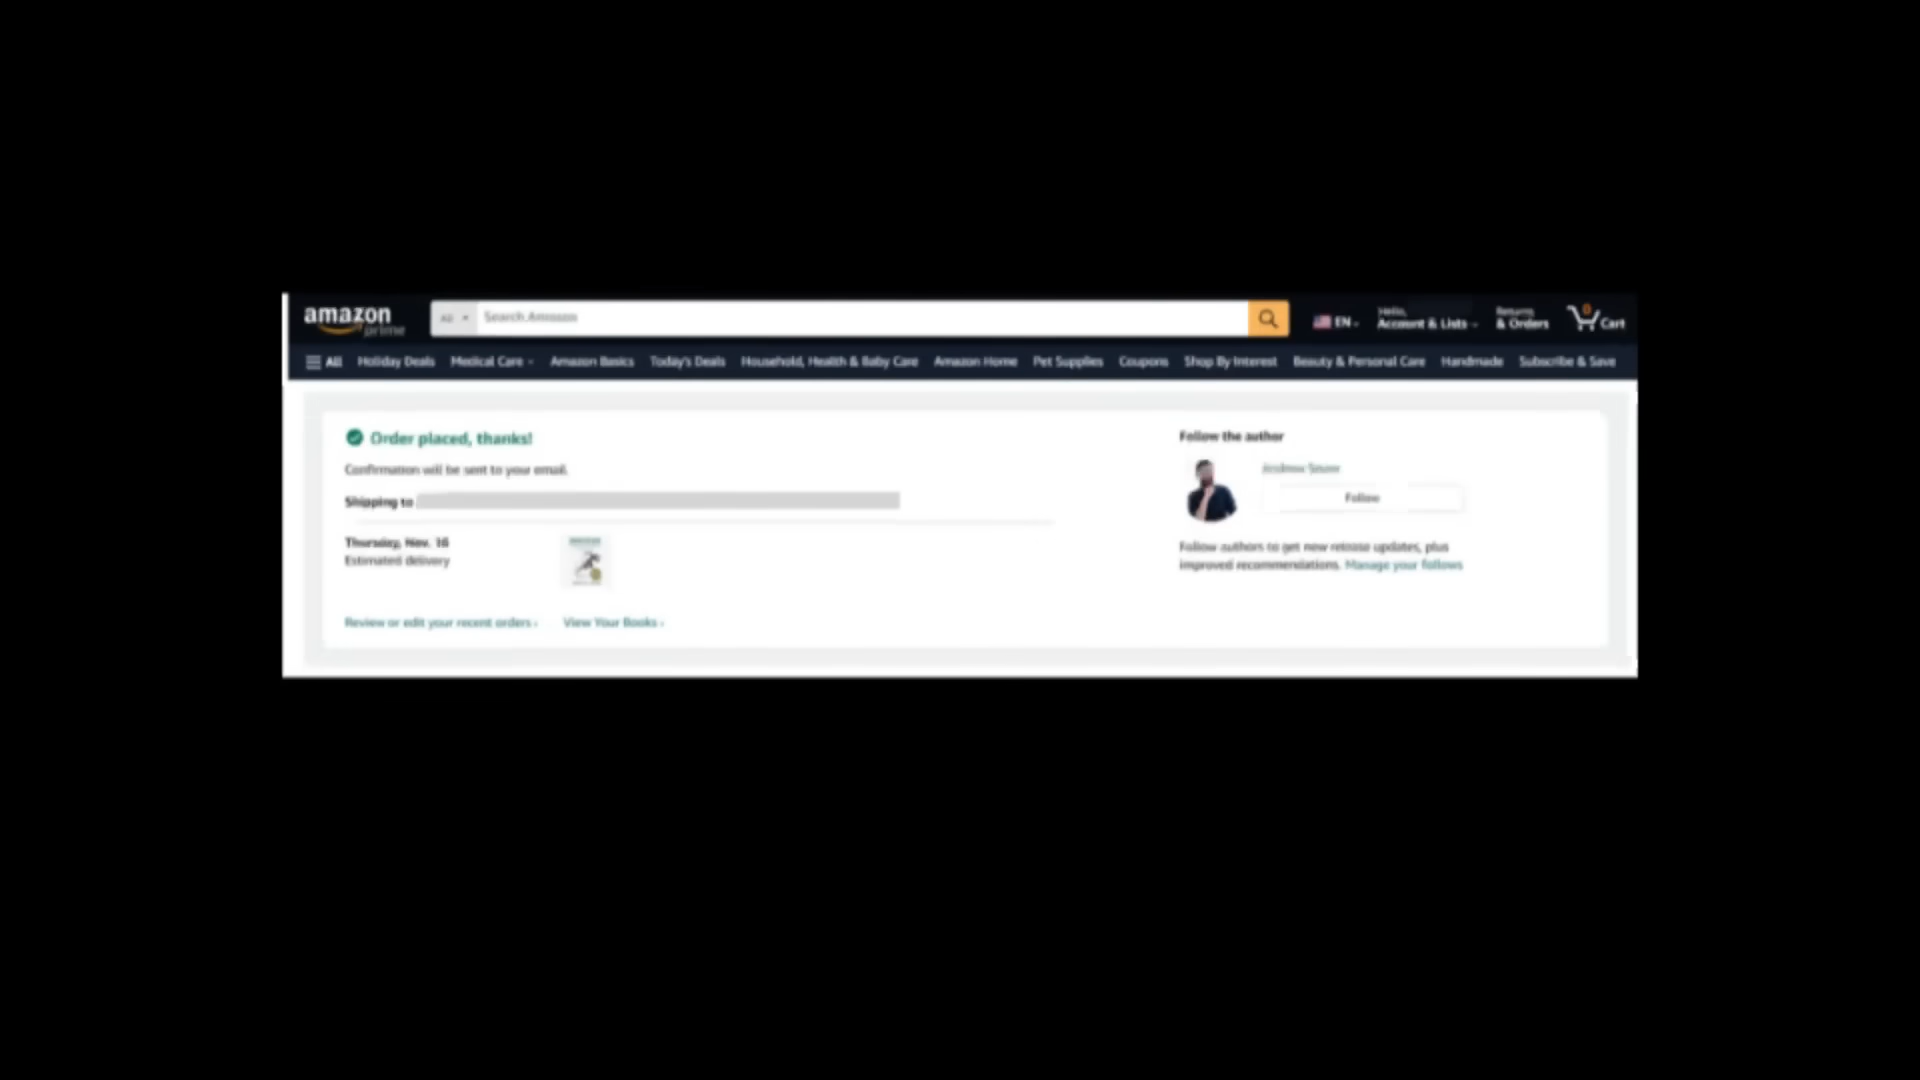 amazon
prime
All
Search Amazon
EN
Hello,
Account & Lists
Returns
& Orders
0
Cart
All
Holiday Deals
Medical Care
Amazon Basics
Today's Deals
Household, Health & Baby Care
Amazon Home
Pet Supplies
Coupons
Shop By Interest
Beauty & Personal Care
Handmade
Subscribe & Save
Order placed, thanks!
Confirmation will be sent to your email.
Shipping to
Thursday, Nov. 16
Estimated delivery
Review or edit your recent orders ›
View Your Books ›
Follow the author
Andrew
Follow
Follow authors to get new release updates, plus
improved recommendations. Manage your follows